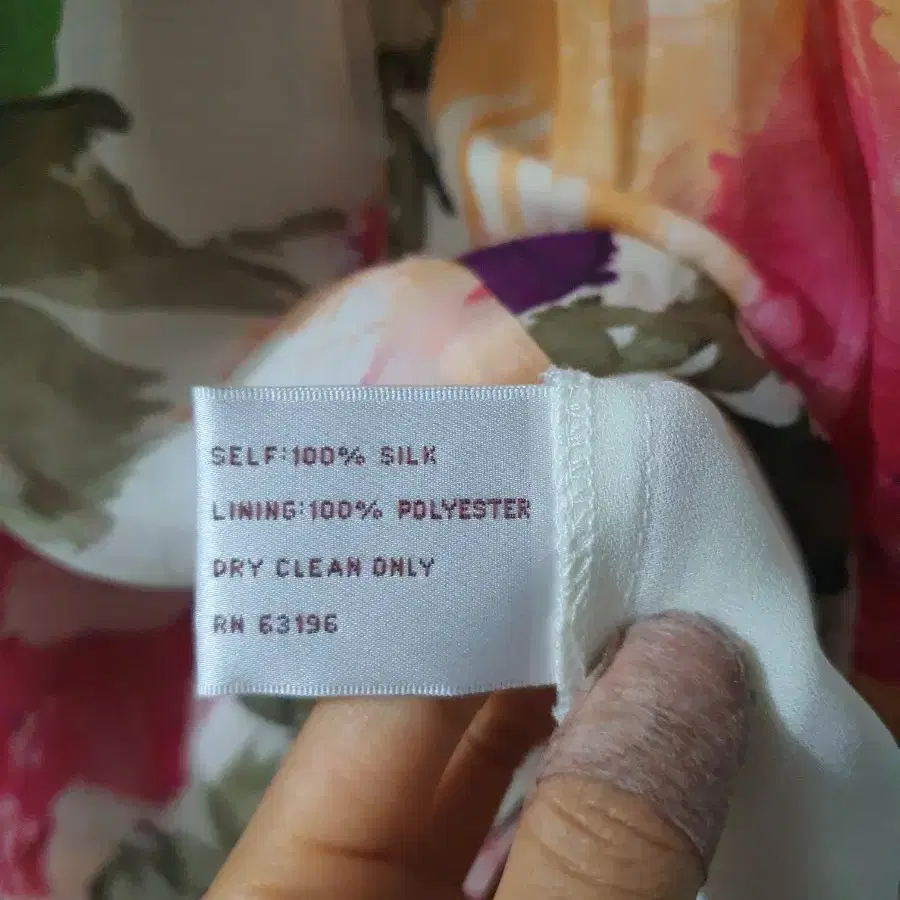 SELF:100% SILK
LINING:100% POLYESTER
DRY CLEAN ONLY
RN 63196